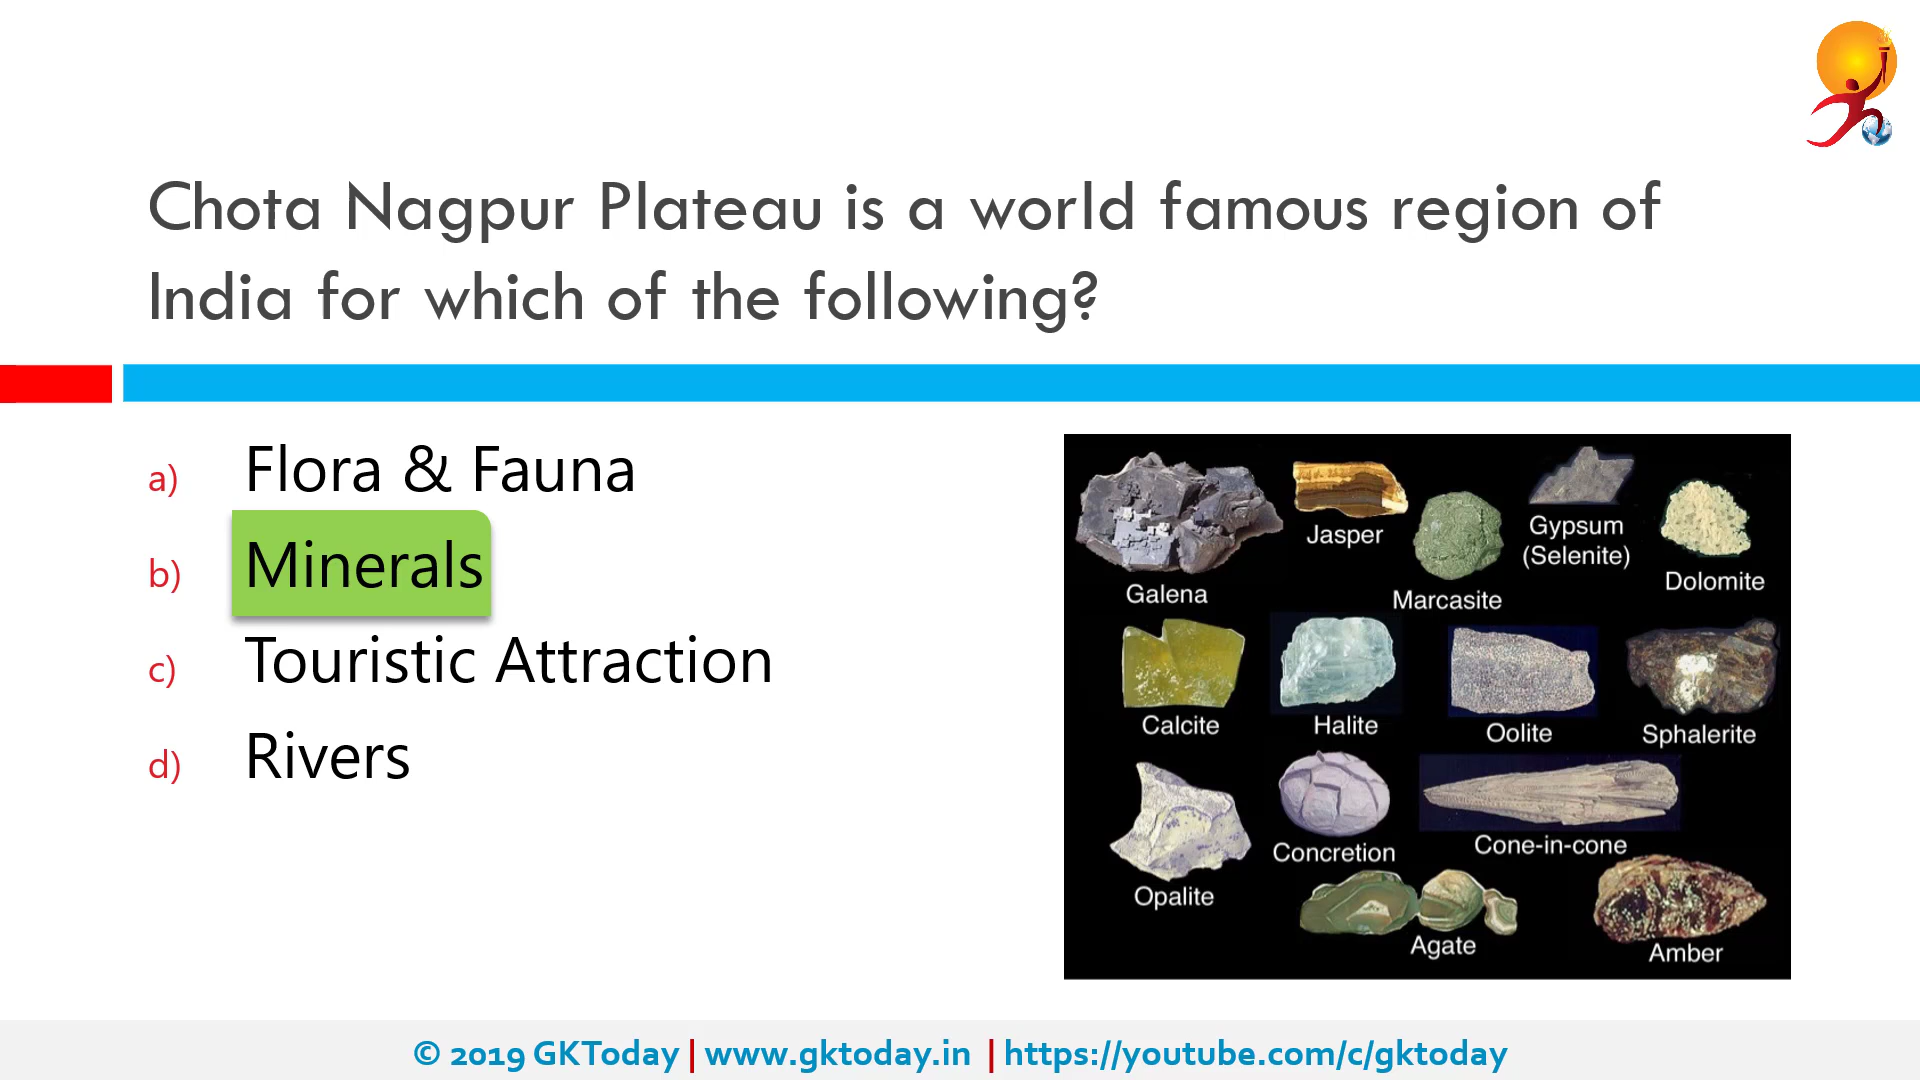 Chota Nagpur Plateau is a world famous region of
India for which of the following?
a) Flora & Fauna
b) Minerals
c) Touristic Attraction
d) Rivers
Galena
Jasper
Marcasite
Gypsum
(Selenite)
Dolomite
Calcite
Halite
Oolite
Sphalerite
Opalite
Concretion
Cone-in-cone
Agate
Amber
© 2019 GKToday | www.gktoday.in | https://youtube.com/c/gktoday